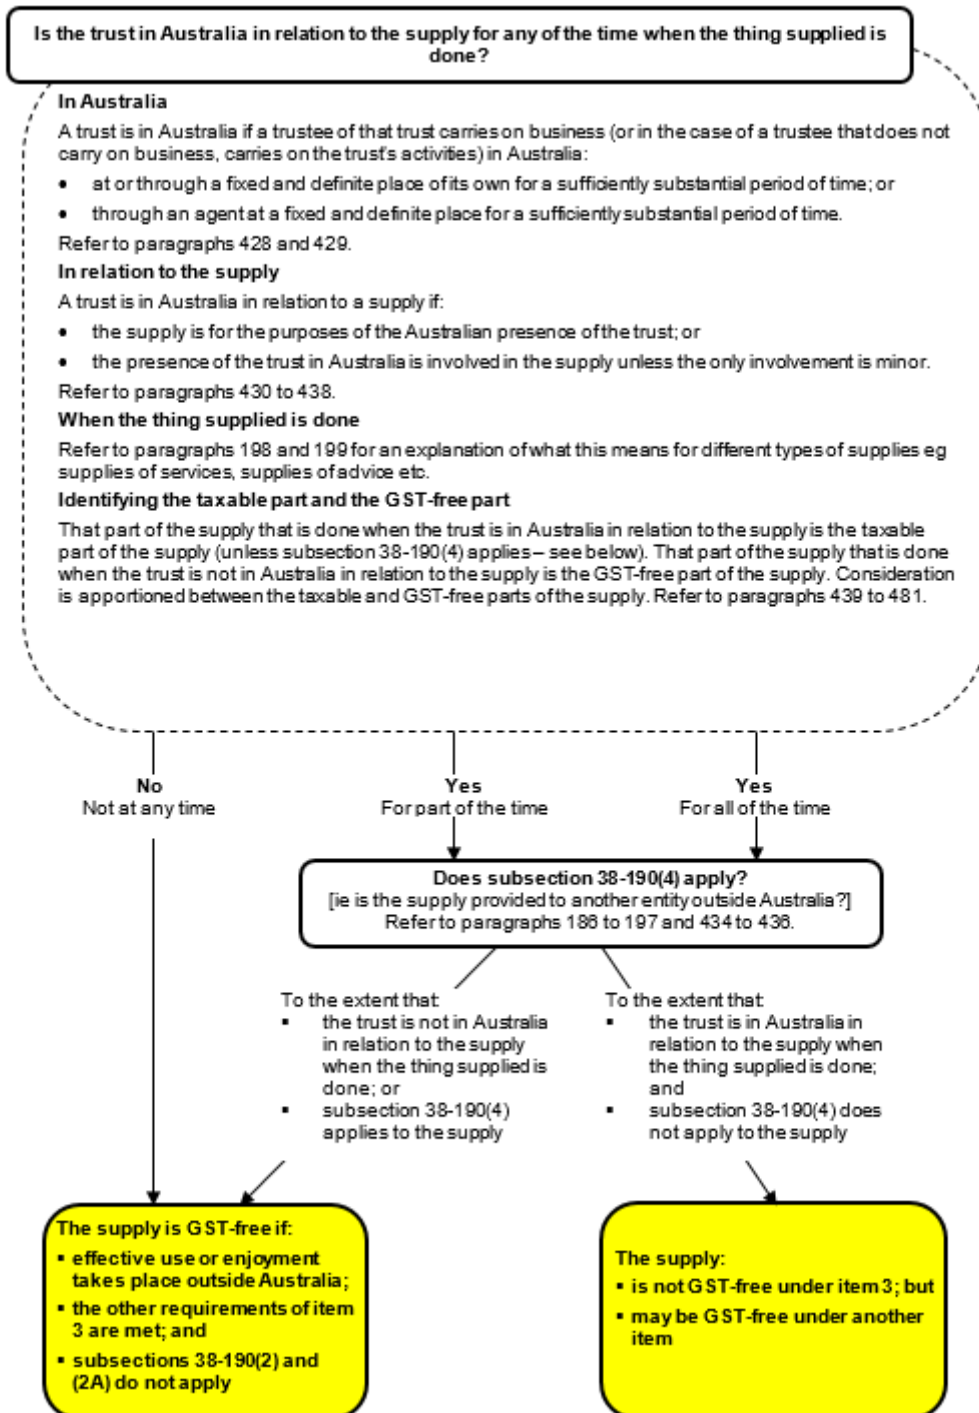 Is the trust in Australia in relation to the supply for any of the time when the thing supplied is
done?
In Australia
A trust is in Australia if a trustee of that trust carries on business (or in the case of a trustee that does not
carry on business, carries on the trust's activities) in Australia:
• at or through a fixed and definite place of its own for a sufficiently substantial period of time; or
• through an agent at a fixed and definite place for a sufficiently substantial period of time.
Refer to paragraphs 428 and 429.
In relation to the supply
A trust is in Australia in relation to a supply if:
• the supply is for the purposes of the Australian presence of the trust; or
• the presence of the trust in Australia is involved in the supply unless the only involvement is minor.
Refer to paragraphs 430 to 438.
When the thing supplied is done
Refer to paragraphs 198 and 199 for an explanation of what this means for different types of supplies eg
supplies of services, supplies of advice etc.
Identifying the taxable part and the GST-free part
That part of the supply that is done when the trust is in Australia in relation to the supply is the taxable
part of the supply (unless subsection 38-190(4) applies – see below). That part of the supply that is done
when the trust is not in Australia in relation to the supply is the GST-free part of the supply. Consideration
is apportioned between the taxable and GST-free parts of the supply. Refer to paragraphs 439 to 481.
No
Not at any time
Yes
For part of the time
Yes
For all of the time
Does subsection 38-190(4) apply?
[ie is the supply provided to another entity outside Australia?]
Refer to paragraphs 186 to 197 and 434 to 436.
To the extent that:
▪ the trust is not in Australia
in relation to the supply
when the thing supplied is
done; or
▪ subsection 38-190(4)
applies to the supply
To the extent that:
▪ the trust is in Australia in
relation to the supply when
the thing supplied is done;
and
▪ subsection 38-190(4) does
not apply to the supply
The supply is GST-free if:
▪ effective use or enjoyment
takes place outside Australia;
▪ the other requirements of item
3 are met; and
▪ subsections 38-190(2) and
(2A) do not apply
The supply:
▪ is not GST-free under item 3; but
▪ may be GST-free under another
item